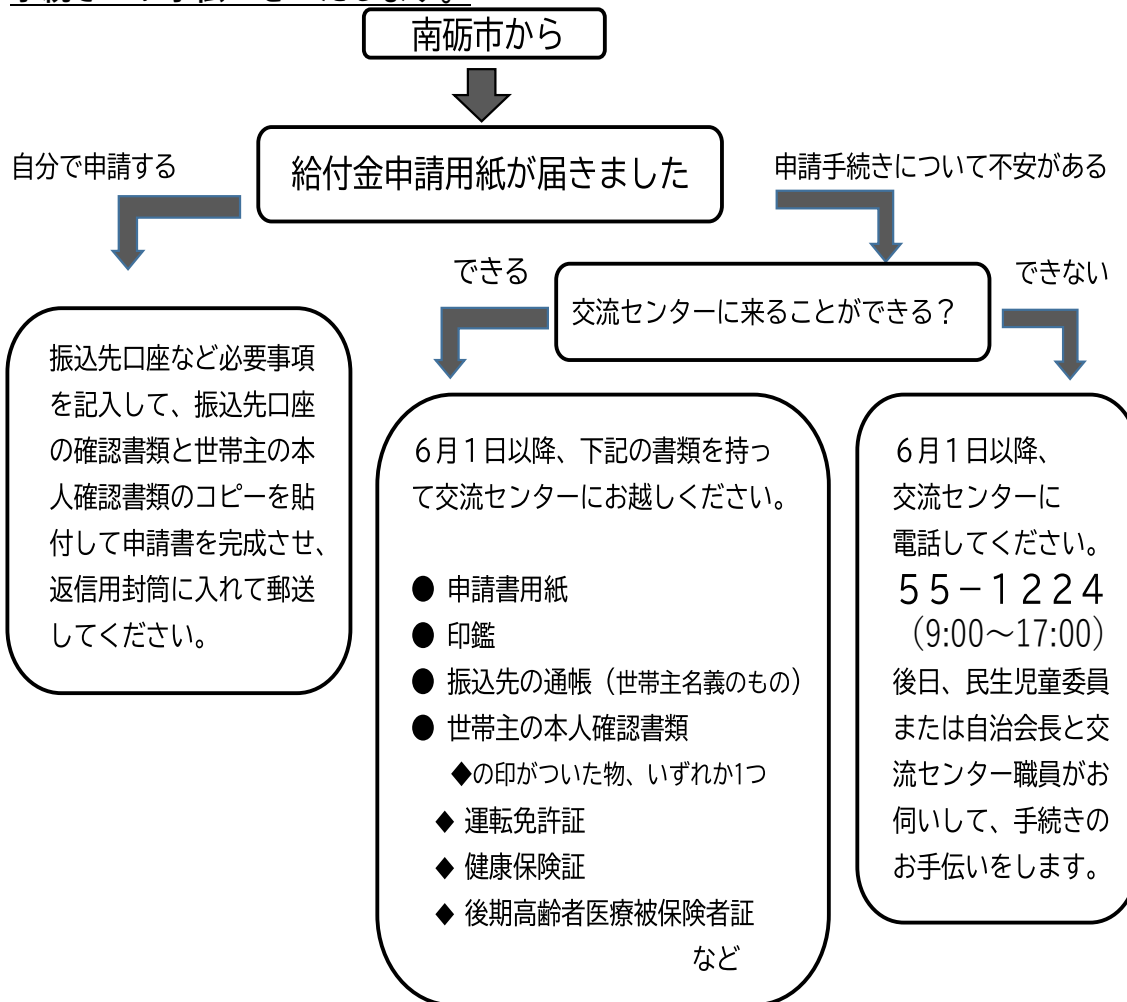 南砺市から
給付金申請用紙が届きました
自分で申請する
申請手続きについて不安がある
できる
交流センターに来ることができる？
できない
振込先口座など必要事項
を記入して、振込先口座
の確認書類と世帯主の本
人確認書類のコピーを貼
付して申請書を完成させ、
返信用封筒に入れて郵送
してください。
６月１日以降、下記の書類を持っ
て交流センターにお越しください。
● 申請書用紙
● 印鑑
● 振込先の通帳（世帯主名義のもの）
● 世帯主の本人確認書類
◆の印がついた物、いずれか1つ
◆ 運転免許証
◆ 健康保険証
◆ 後期高齢者医療被保険者証
など
６月１日以降、
交流センターに
電話してください。
５５－１２２４
（9:00～17:00）
後日、民生児童委員
または自治会長と交
流センター職員がお
伺いして、手続きの
お手伝いをします。